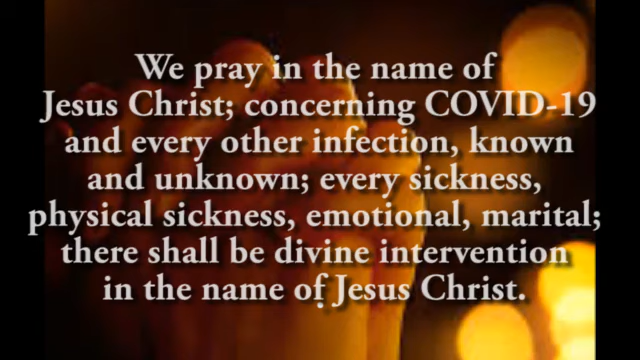 We pray in the name of
Jesus Christ; concerning COVID-19
and every other infection, known
and unknown; every sickness,
physical sickness, emotional, marital;
there shall be divine intervention
in the name of Jesus Christ.